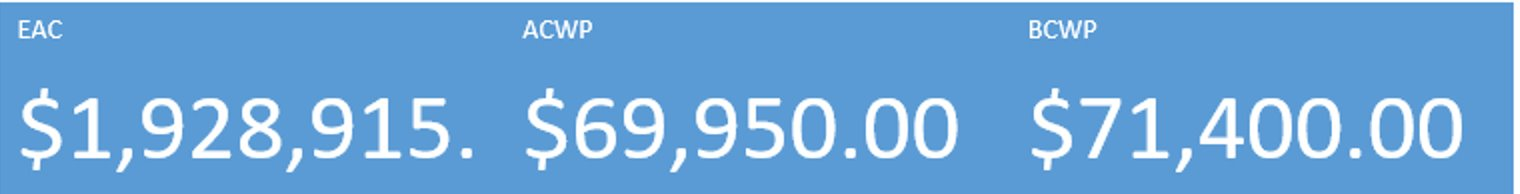 EAC ACWP BCWP
$1,928,915. $69,950.00 $71,400.00